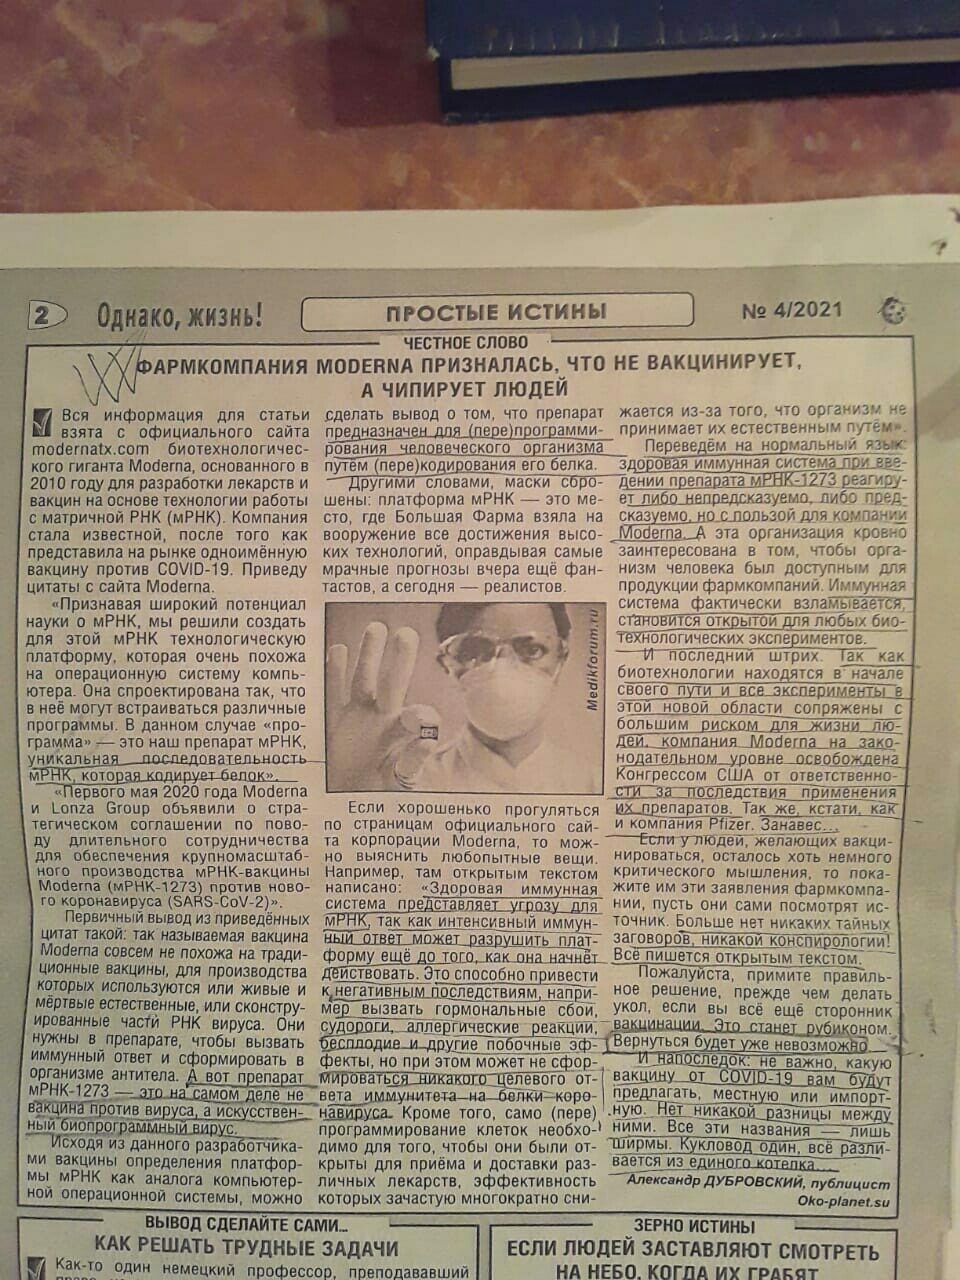 2
Однако, жизнь!
ПРОСТЫЕ ИСТИНЫ
№ 4/2021
ЧЕСТНОЕ СЛОВО
ФАРМКОМПАНИЯ MODERNA ПРИЗНАЛАСЬ, ЧТО НЕ ВАКЦИНИРУЕТ,
А ЧИПИРУЕТ ЛЮДЕЙ
Вся информация для статьи
взята с официального сайта
modernatx.com биотехнологичес-
кого гиганта Moderna, основанного в
2010 году для разработки лекарств и
вакцин на основе технологии работы
с матричной РНК (мРНК). Компания
стала известной, после того как
представила на рынке одноимённую
вакцину против COVID-19. Приведу
цитаты с сайта Moderna.
«Признавая широкий потенциал
науки о мРНК, мы решили создать
для этой мРНК технологическую
платформу, которая очень похожа
на операционную систему компь-
ютера. Она спроектирована так, что
в неё могут встраиваться различные
программы. В данном случае «про-
грамма» — это наш препарат мРНК,
уникальная последовательность
мРНК, которая кодирует белок».
«Первого мая 2020 года Moderna
и Lonza Group объявили о стра-
тегическом соглашении по пово-
ду длительного сотрудничества
для обеспечения крупномасштаб-
ного производства мРНК-вакцины
Moderna (мРНК-1273) против ново-
го коронавируса (SARS-CoV-2)».
Первичный вывод из приведённых
цитат такой: так называемая вакцина
Moderna совсем не похожа на тради-
ционные вакцины, для производства
которых используются или живые и
мёртвые естественные, или сконстру-
ированные части РНК вируса. Они
нужны в препарате, чтобы вызвать
иммунный ответ и сформировать в
организме антитела. А вот препарат
мРНК-1273 — это на самом деле не
вакцина против вируса, а искусствен-
ный биопрограммный вирус.
Исходя из данного разработчика-
ми вакцины определения платфор-
мы мРНК как аналога компьютер-
ной операционной системы, можно
сделать вывод о том, что препарат
предназначен для (пере)программи-
рования человеческого организма
путём (пере)кодирования его белка.
Другими словами, маски сбро-
шены: платформа мРНК — это ме-
сто, где Большая Фарма взяла на
вооружение все достижения высо-
ких технологий, оправдывая самые
мрачные прогнозы вчера ещё фан-
тастов, а сегодня — реалистов.
Medikforum.ru
Если хорошенько прогуляться
по страницам официального сай-
та корпорации Moderna, то мож-
но выяснить любопытные вещи.
Например, там открытым текстом
написано: «Здоровая иммунная
система представляет угрозу для
мРНК, так как интенсивный иммун-
ный ответ может разрушить плат-
форму ещё до того, как она начнёт
действовать. Это способно привести
к негативным последствиям, напри-
мер вызвать гормональные сбои,
судороги, аллергические реакции,
бесплодие и другие побочные эф-
фекты, но при этом может не сфор-
мироваться никакого целевого от-
вета иммунитета на белки коро-
навируса. Кроме того, само (пере)
программирование клеток необхо-
димо для того, чтобы они были от-
крыты для приёма и доставки раз-
личных лекарств, эффективность
которых зачастую многократно сни-
жается из-за того, что организм не
принимает их естественным путём».
Переведём на нормальный язык:
здоровая иммунная система при вве-
дении препарата мРНК-1273 реагиру-
ет либо непредсказуемо, либо пред-
сказуемо, но с пользой для компании
Moderna. А эта организация кровно
заинтересована в том, чтобы орга-
низм человека был доступным для
продукции фармкомпаний. Иммунная
система фактически взламывается,
становится открытой для любых био-
технологических экспериментов.
И последний штрих. Так как
биотехнологии находятся в начале
своего пути и все эксперименты в
этой новой области сопряжены с
большим риском для жизни лю-
дей, компания Moderna на зако-
нодательном уровне освобождена
Конгрессом США от ответственно-
сти за последствия применения
их препаратов. Так же, кстати, как
и компания Pfizer. Занавес...
Если у людей, желающих вакци-
нироваться, осталось хоть немного
критического мышления, то пока-
жите им эти заявления фармкомпа-
нии, пусть они сами посмотрят ис-
точник. Больше нет никаких тайных
заговоров, никакой конспирологии!
Всё пишется открытым текстом.
Пожалуйста, примите правиль-
ное решение, прежде чем делать
укол, если вы всё ещё сторонник
вакцинации. Это станет рубиконом.
Вернуться будет уже невозможно
И напоследок: не важно, какую
вакцину от COVID-19 вам будут
предлагать, местную или импорт-
ную. Нет никакой разницы между
ними. Все эти названия — лишь
ширмы. Кукловод один, всё разли-
вается из единого котелка...
Александр ДУБРОВСКИЙ, публицист
Oko-planet.su
ВЫВОД СДЕЛАЙТЕ САМИ...
КАК РЕШАТЬ ТРУДНЫЕ ЗАДАЧИ
Как-то один немецкий профессор, преподававший
ЗЕРНО ИСТИНЫ
ЕСЛИ ЛЮДЕЙ ЗАСТАВЛЯЮТ СМОТРЕТЬ
НА НЕБО, КОГДА ИХ ГРАБЯТ